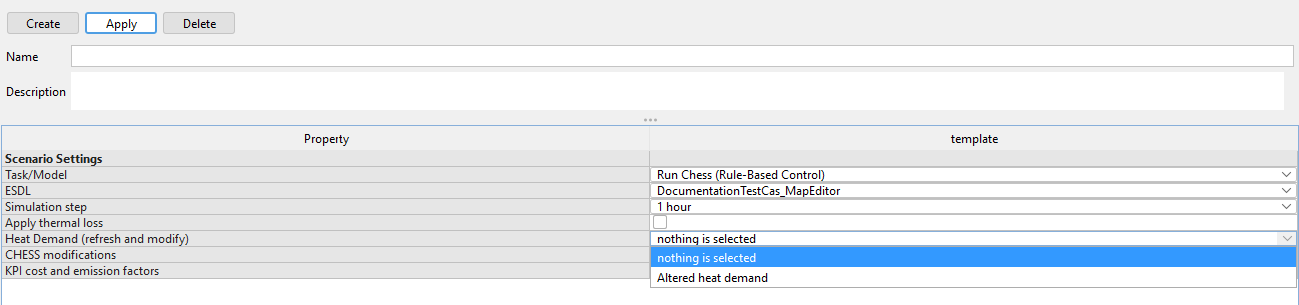 Create Apply Delete
Name
Description
Property template
Scenario Settings
Task/Model Run Chess (Rule-Based Control)
ESDL DocumentationTestCas_MapEditor
Simulation step 1 hour
Apply thermal loss
Heat Demand (refresh and modify) nothing is selected
CHESS modifications nothing is selected
KPI cost and emission factors Altered heat demand